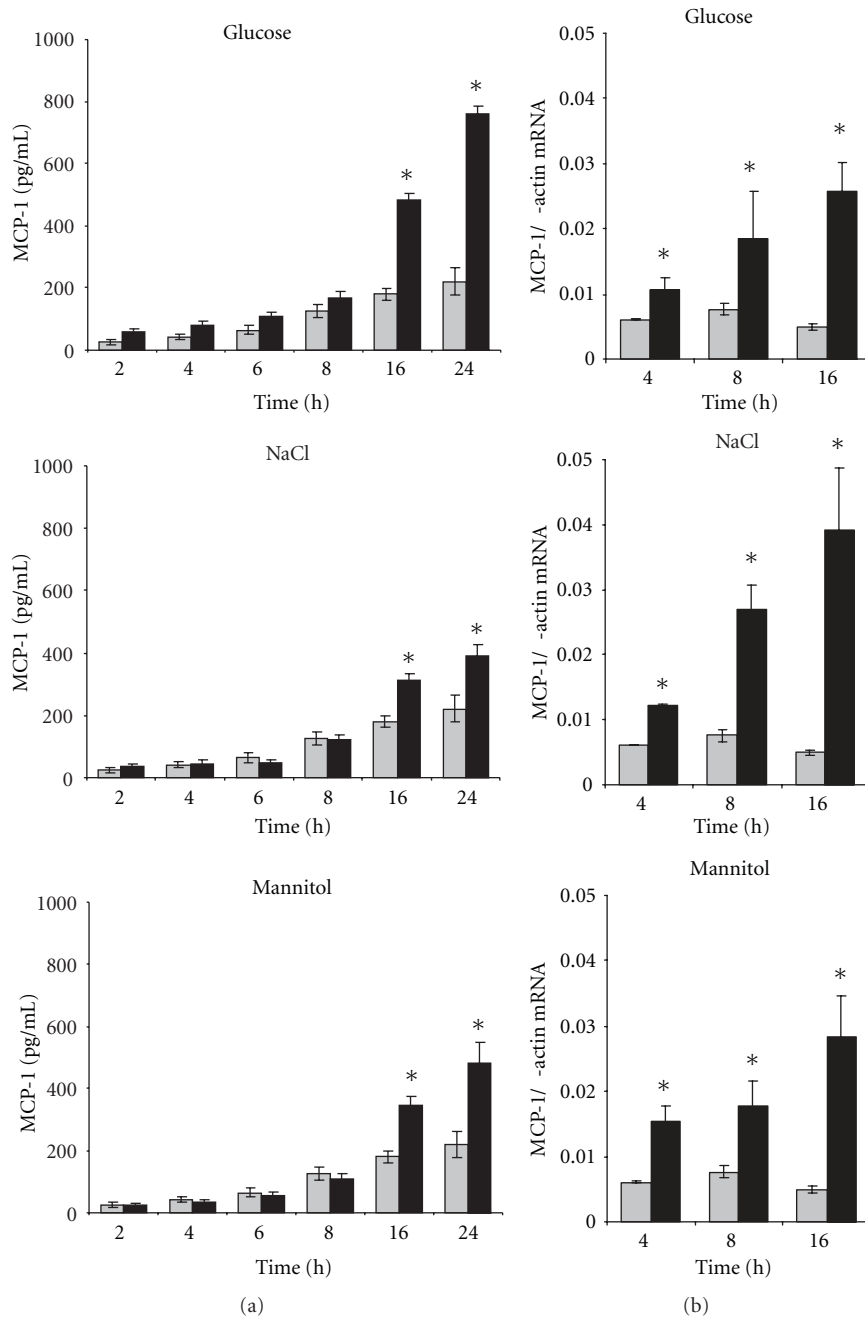 Glucose
1000
800
600
400
200
0
MCP-1 (pg/mL)
* *
2 4 6 8 16 24
Time (h)
Glucose
0.05
0.04
0.03
0.02
0.01
0
MCP-1/ -actin mRNA
* * *
4 8 16
Time (h)
NaCl
1000
800
600
400
200
0
MCP-1 (pg/mL)
* *
2 4 6 8 16 24
Time (h)
NaCl
0.05
0.04
0.03
0.02
0.01
0
MCP-1/ -actin mRNA
* * *
4 8 16
Time (h)
Mannitol
1000
800
600
400
200
0
MCP-1 (pg/mL)
* *
2 4 6 8 16 24
Time (h)
(a)
Mannitol
0.05
0.04
0.03
0.02
0.01
0
MCP-1/ -actin mRNA
* * *
4 8 16
Time (h)
(b)